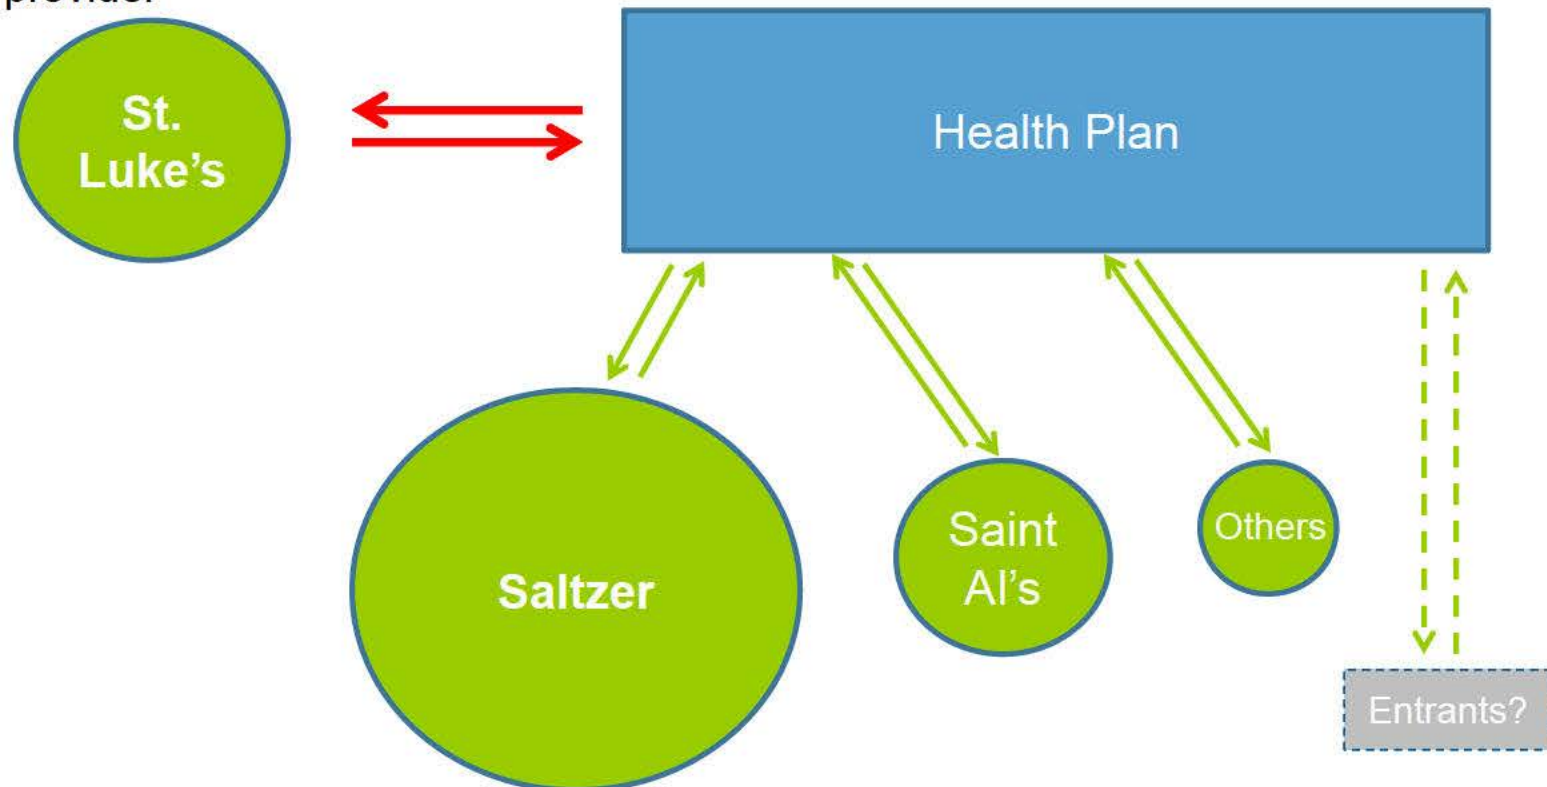 St.
Luke's
Health Plan
Saltzer
Saint
Al's
Others
Entrants?